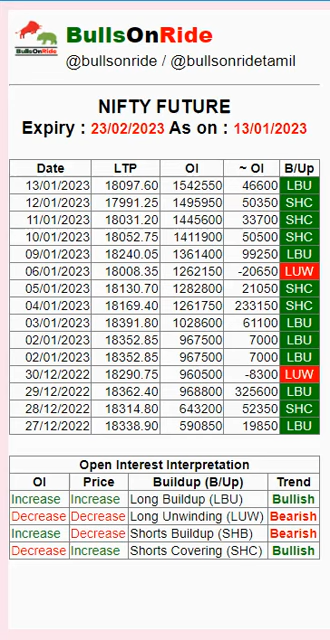 BullsOnRide
BullsOnRide
@bullsonride / @bullsonridetamil
NIFTY FUTURE
Expiry : 23/02/2023 As on : 13/01/2023
Date LTP OI ~ OI B/Up
13/01/2023 18097.60 1542550 46600 LBU
12/01/2023 17991.25 1495950 50350 SHC
11/01/2023 18031.20 1445600 33700 SHC
10/01/2023 18052.75 1411900 50500 SHC
09/01/2023 18240.05 1361400 99250 LBU
06/01/2023 18008.35 1262150 -20650 LUW
05/01/2023 18130.70 1282800 21050 SHC
04/01/2023 18169.40 1261750 233150 SHC
03/01/2023 18391.80 1028600 61100 LBU
02/01/2023 18352.85 967500 7000 LBU
02/01/2023 18352.85 967500 7000 LBU
30/12/2022 18290.75 960500 -8300 LUW
29/12/2022 18362.40 968800 325600 LBU
28/12/2022 18314.80 643200 52350 SHC
27/12/2022 18338.90 590850 19850 LBU
Open Interest Interpretation
OI Price Buildup (B/Up) Trend
Increase Increase Long Buildup (LBU) Bullish
Decrease Decrease Long Unwinding (LUW) Bearish
Increase Decrease Shorts Buildup (SHB) Bearish
Decrease Increase Shorts Covering (SHC) Bullish